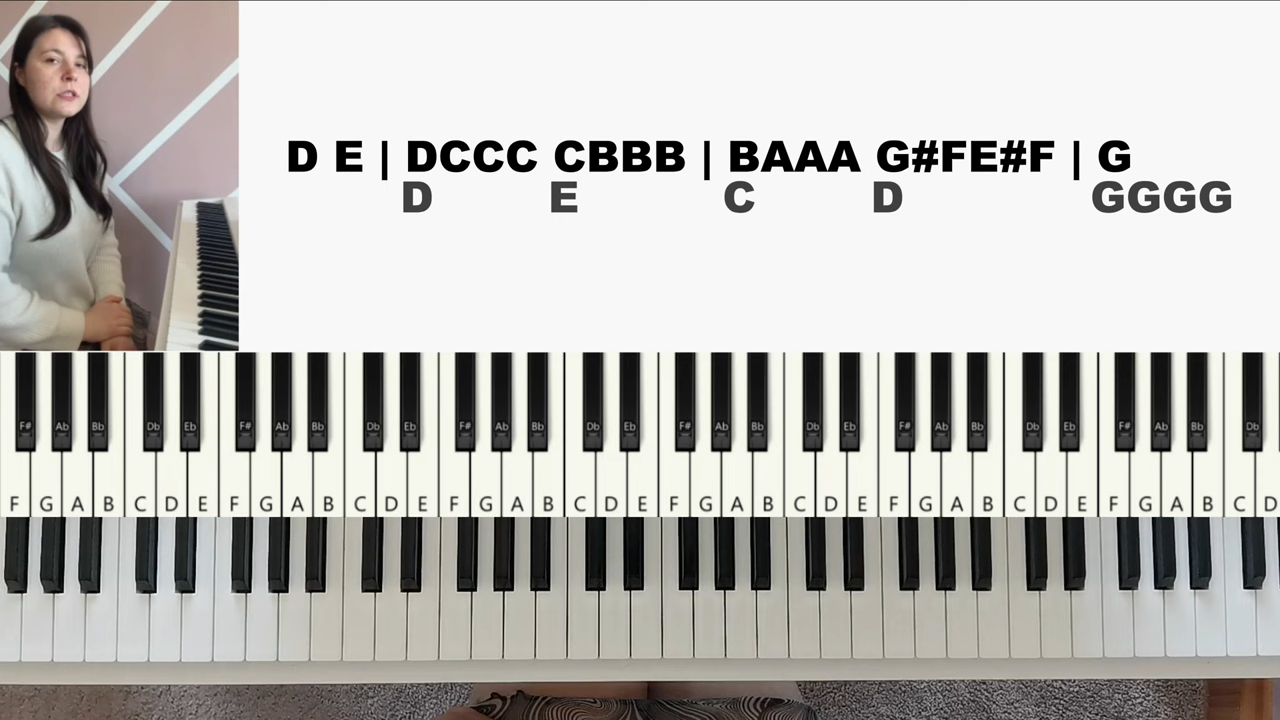 D E | DCCC CBBB | BAAA G#FE#F | G
D E C D GGGG
F# Ab Bb Db Eb F# Ab Bb Db Eb F# Ab Bb Db Eb F# Ab Bb Db Eb F# Ab Bb Db Eb F# Ab Bb Db
F G A B C D E F G A B C D E F G A B C D E F G A B C D E F G A B C D E F G A B C D